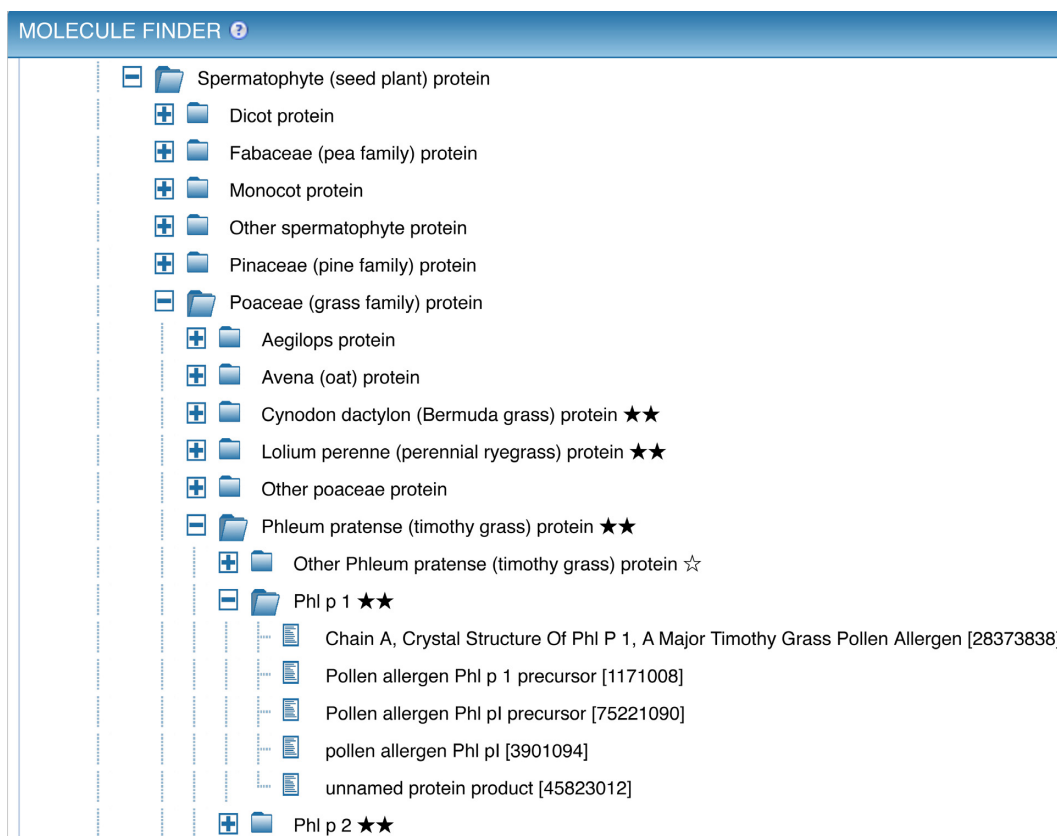 MOLECULE FINDER ?
Spermatophyte (seed plant) protein
Dicot protein
Fabaceae (pea family) protein
Monocot protein
Other spermatophyte protein
Pinaceae (pine family) protein
Poaceae (grass family) protein
Aegilops protein
Avena (oat) protein
Cynodon dactylon (Bermuda grass) protein ★★
Lolium perenne (perennial ryegrass) protein ★★
Other poaceae protein
Phleum pratense (timothy grass) protein ★★
Other Phleum pratense (timothy grass) protein ☆
Phl p 1 ★★
Chain A, Crystal Structure Of Phl P 1, A Major Timothy Grass Pollen Allergen [28373838]
Pollen allergen Phl p 1 precursor [1171008]
Pollen allergen Phl pI precursor [75221090]
pollen allergen Phl pI [3901094]
unnamed protein product [45823012]
Phl p 2 ★★